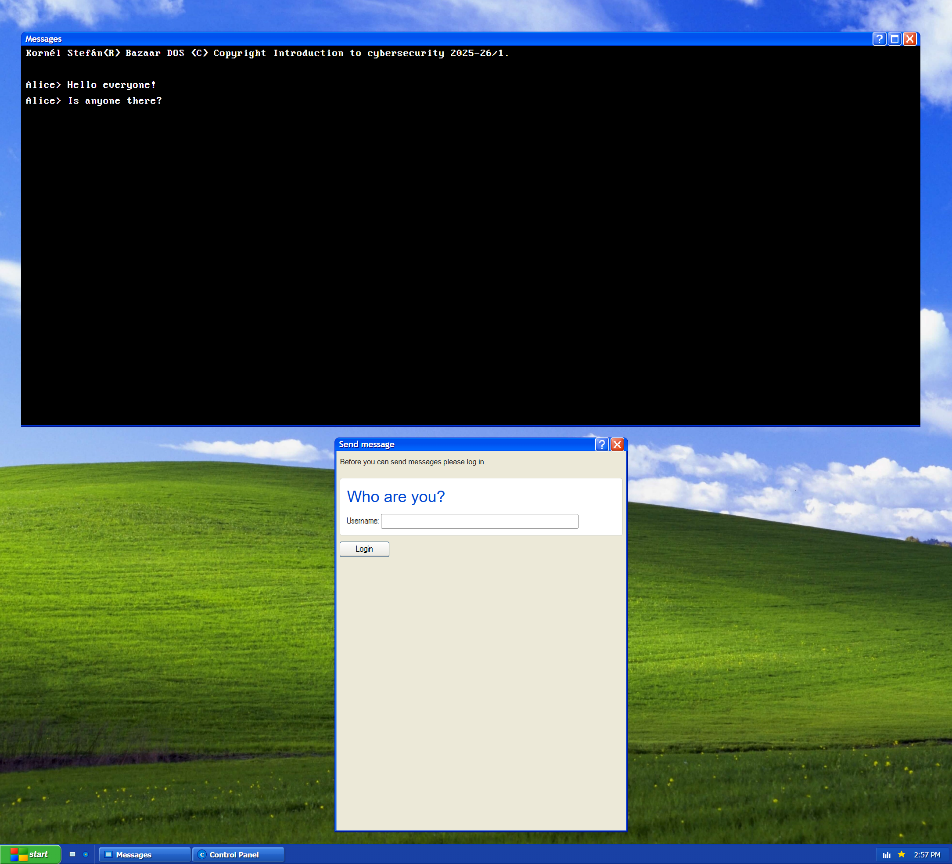 Messages
Kornél Stefán(R) Bazaar DOS (C) Copyright Introduction to cybersecurity 2025-26/1.
Alice> Hello everyone!
Alice> Is anyone there?
Send message
Before you can send messages please log in
Who are you?
Username:
Login
start
Messages
Control Panel
2:57 PM